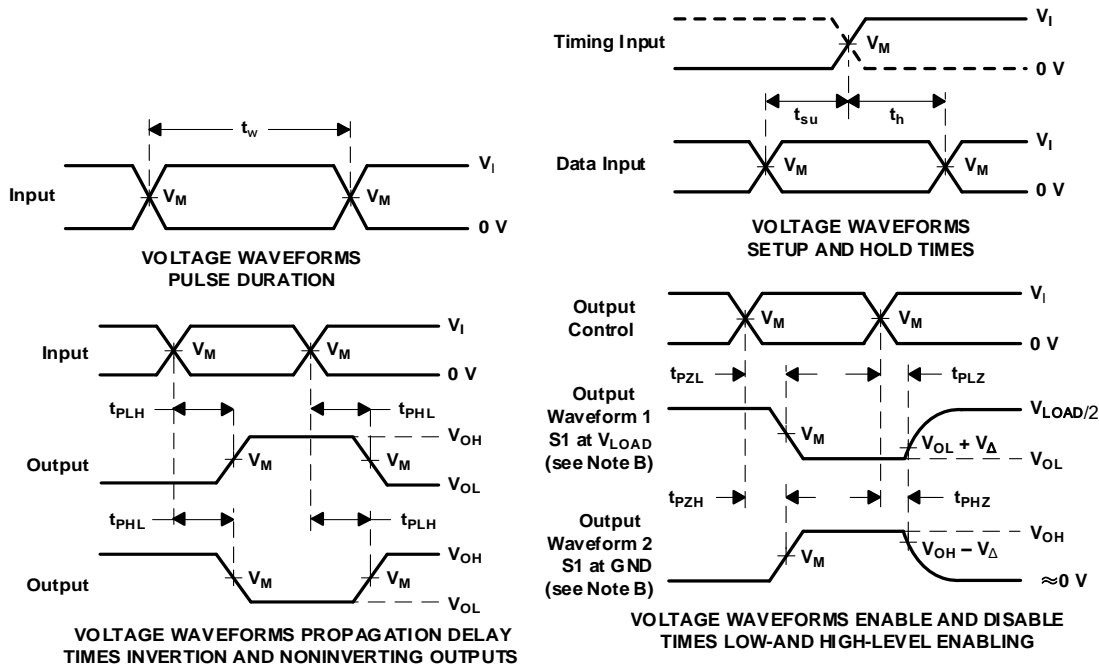 t_w
V_I
Input
V_M
V_M
0 V
VOLTAGE WAVEFORMS
PULSE DURATION
Timing Input
V_I
V_M
0 V
t_su
t_h
Data Input
V_I
V_M
V_M
0 V
VOLTAGE WAVEFORMS
SETUP AND HOLD TIMES
Input
V_I
V_M
V_M
0 V
t_PLH
t_PHL
Output
V_OH
V_M
V_M
V_OL
t_PHL
t_PLH
Output
V_OH
V_M
V_M
V_OL
VOLTAGE WAVEFORMS PROPAGATION DELAY
TIMES INVERTION AND NONINVERTING OUTPUTS
Output
Control
V_I
V_M
V_M
0 V
t_PZL
t_PLZ
Output
Waveform 1
S1 at V_LOAD
(see Note B)
V_LOAD/2
V_M
V_OL + V_Δ
V_OL
t_PZH
t_PHZ
Output
Waveform 2
S1 at GND
(see Note B)
V_OH
V_M
V_OH – V_Δ
≈0 V
VOLTAGE WAVEFORMS ENABLE AND DISABLE
TIMES LOW-AND HIGH-LEVEL ENABLING